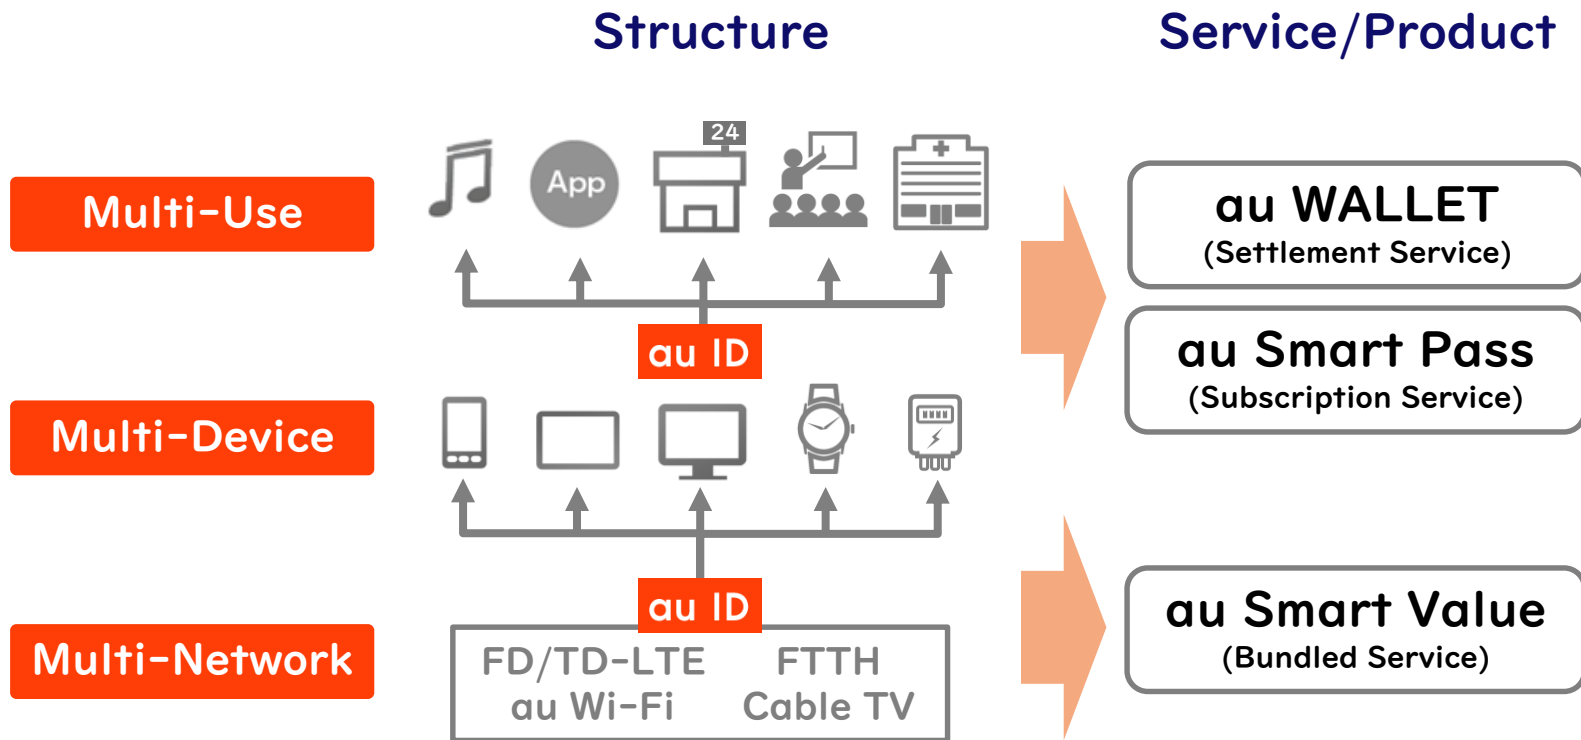 Structure
Service/Product
Multi-Use
24
App
au WALLET
(Settlement Service)
au ID
au Smart Pass
(Subscription Service)
Multi-Device
au ID
Multi-Network
FD/TD-LTE
FTTH
au Wi-Fi
Cable TV
au Smart Value
(Bundled Service)